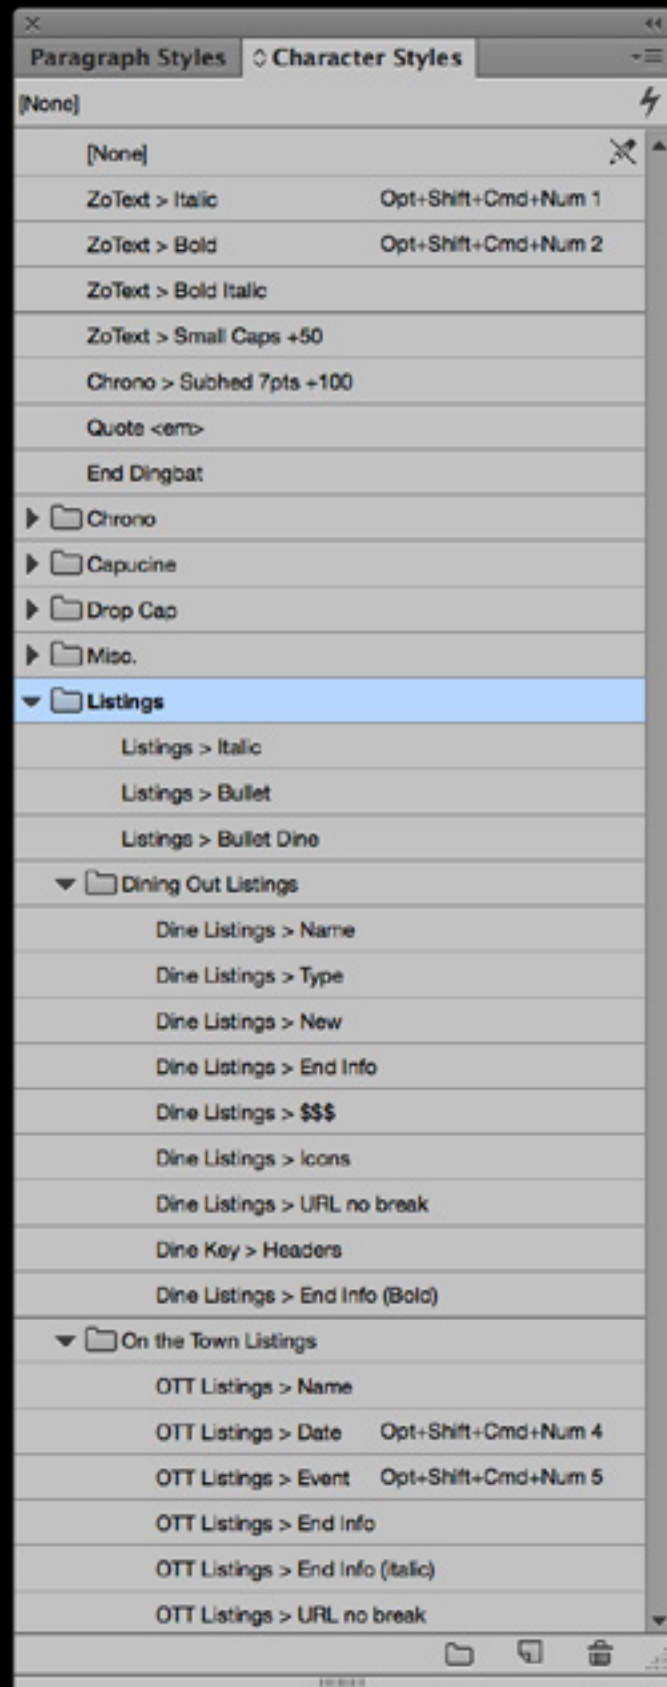 Paragraph Styles Character Styles
[None]
[None]
ZoText > Italic Opt+Shift+Cmd+Num 1
ZoText > Bold Opt+Shift+Cmd+Num 2
ZoText > Bold Italic
ZoText > Small Caps +50
Chrono > Subhed 7pts +100
Quote <em>
End Dingbat
Chrono
Capucine
Drop Cap
Misc.
Listings
Listings > Italic
Listings > Bullet
Listings > Bullet Dine
Dining Out Listings
Dine Listings > Name
Dine Listings > Type
Dine Listings > New
Dine Listings > End Info
Dine Listings > $$$
Dine Listings > Icons
Dine Listings > URL no break
Dine Key > Headers
Dine Listings > End Info (Bold)
On the Town Listings
OTT Listings > Name
OTT Listings > Date Opt+Shift+Cmd+Num 4
OTT Listings > Event Opt+Shift+Cmd+Num 5
OTT Listings > End Info
OTT Listings > End Info (italic)
OTT Listings > URL no break